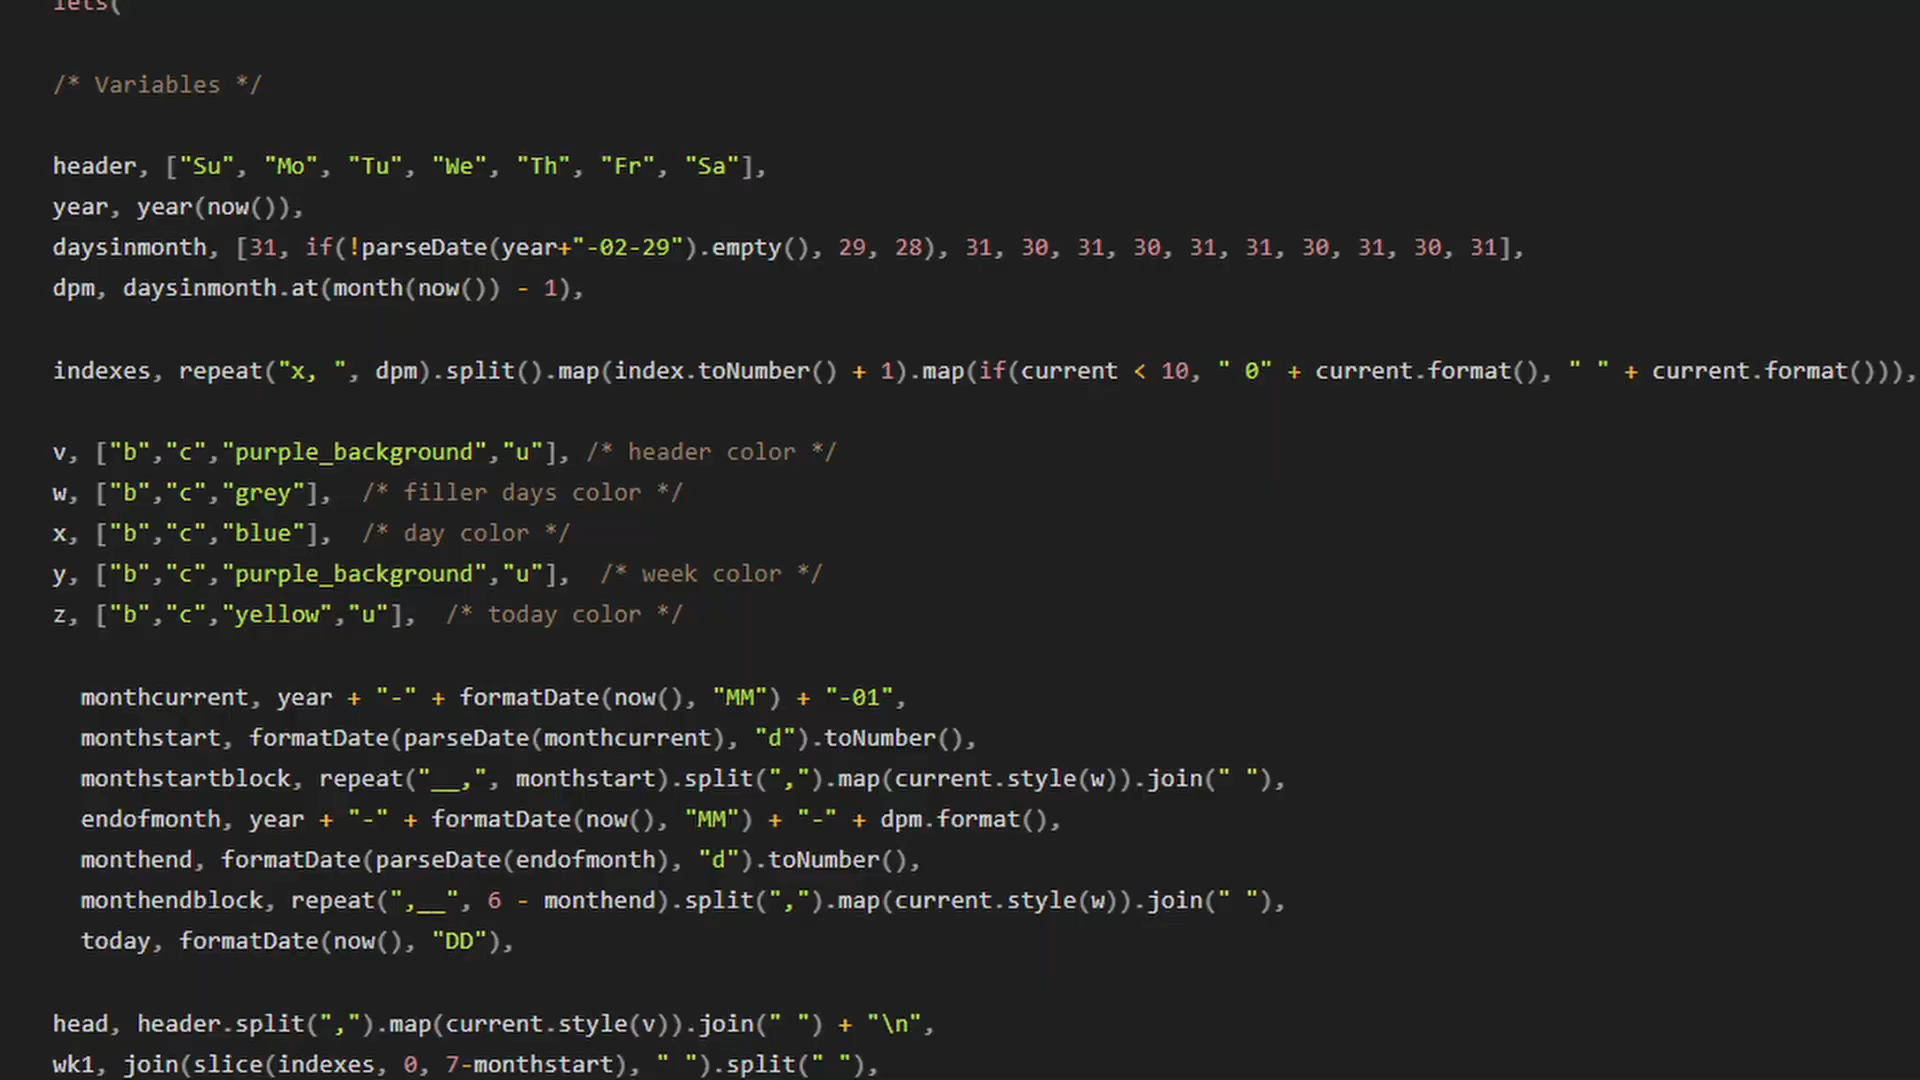 lets(
/* Variables */
header, ["Su", "Mo", "Tu", "We", "Th", "Fr", "Sa"],
year, year(now()),
daysinmonth, [31, if(!parseDate(year+"-02-29").empty(), 29, 28), 31, 30, 31, 30, 31, 31, 30, 31, 30, 31],
dpm, daysinmonth.at(month(now()) - 1),
indexes, repeat("x, ", dpm).split().map(index.toNumber() + 1).map(if(current < 10, " 0" + current.format(), " " + current.format())),
v, ["b","c","purple_background","u"], /* header color */
w, ["b","c","grey"],  /* filler days color */
x, ["b","c","blue"],  /* day color */
y, ["b","c","purple_background","u"],  /* week color */
z, ["b","c","yellow","u"],  /* today color */
monthcurrent, year + "-" + formatDate(now(), "MM") + "-01",
monthstart, formatDate(parseDate(monthcurrent), "d").toNumber(),
monthstartblock, repeat("__,", monthstart).split(",").map(current.style(w)).join(" "),
endofmonth, year + "-" + formatDate(now(), "MM") + "-" + dpm.format(),
monthend, formatDate(parseDate(endofmonth), "d").toNumber(),
monthendblock, repeat(",__", 6 - monthend).split(",").map(current.style(w)).join(" "),
today, formatDate(now(), "DD"),
head, header.split(",").map(current.style(v)).join(" ") + "\n",
wk1, join(slice(indexes, 0, 7-monthstart), " ").split(" "),